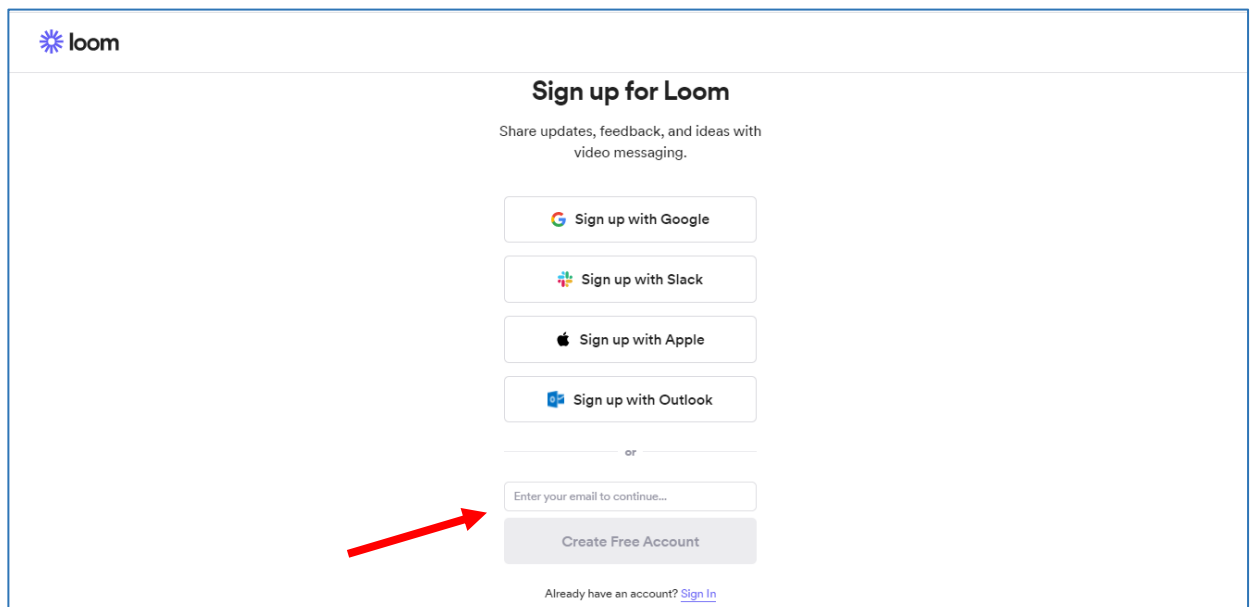 loom
Sign up for Loom
Share updates, feedback, and ideas with
video messaging.
Sign up with Google
Sign up with Slack
Sign up with Apple
Sign up with Outlook
or
Enter your email to continue...
Create Free Account
Already have an account? Sign In